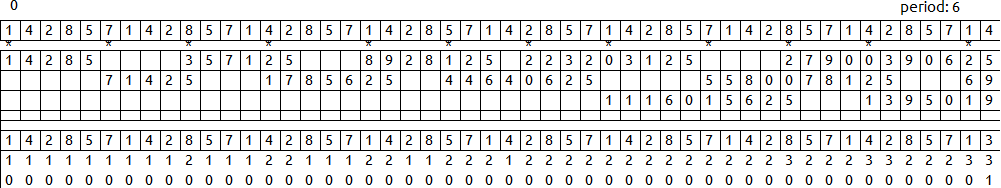 0 period: 6
1 4 2 8 5 7 1 4 2 8 5 7 1 4 2 8 5 7 1 4 2 8 5 7 1 4 2 8 5 7 1 4 2 8 5 7 1 4 2 8 5 7 1 4 2 8 5 7 1 4
* * * * * * * * * * * *
1 4 2 8 5 3 5 7 1 2 5 8 9 2 8 1 2 5 2 2 3 2 0 3 1 2 5 2 7 9 0 0 3 9 0 6 2 5
7 1 4 2 5 1 7 8 5 6 2 5 4 4 6 4 0 6 2 5 5 5 8 0 0 7 8 1 2 5 6 9
1 1 1 6 0 1 5 6 2 5 1 3 9 5 0 1 9
1 4 2 8 5 7 1 4 2 8 5 7 1 4 2 8 5 7 1 4 2 8 5 7 1 4 2 8 5 7 1 4 2 8 5 7 1 4 2 8 5 7 1 4 2 8 5 7 1 3
1 1 1 1 1 1 1 1 1 2 1 1 1 2 2 1 1 1 2 2 1 1 2 2 2 2 2 2 2 2 2 2 2 2 2 2 2 2 2 3 2 2 2 3 3 2 2 2 3 3
0 0 0 0 0 0 0 0 0 0 0 0 0 0 0 0 0 0 0 0 0 0 0 0 0 0 0 0 0 0 0 0 0 0 0 0 0 0 0 0 0 0 0 0 0 0 0 0 0 1